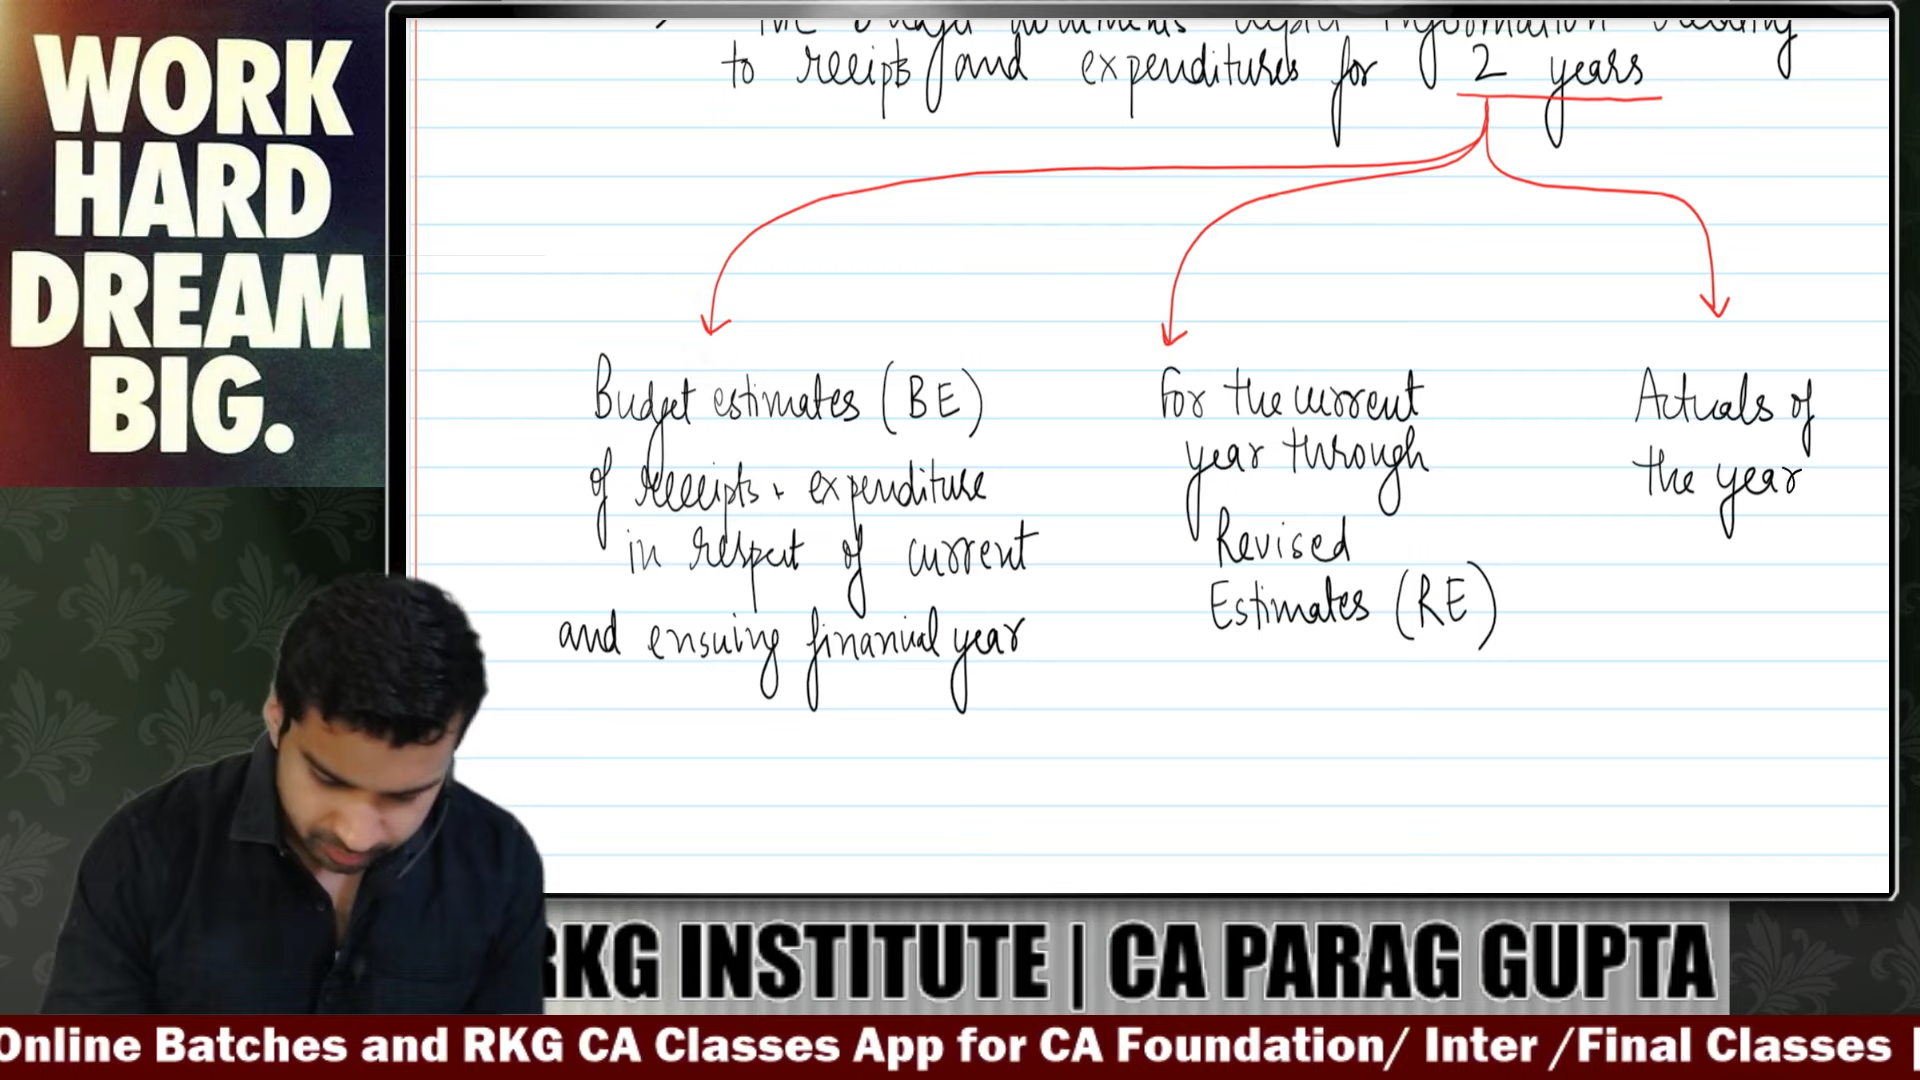 WORK
HARD
DREAM
BIG.
to receipts and expenditures for 2 years
Budget estimates (BE)
of receipts + expenditure
in respect of current
and ensuing financial year
For the current
year through
Revised
Estimates (RE)
Actuals of
the year
RKG INSTITUTE | CA PARAG GUPTA
Online Batches and RKG CA Classes App for CA Foundation/ Inter /Final Classes |